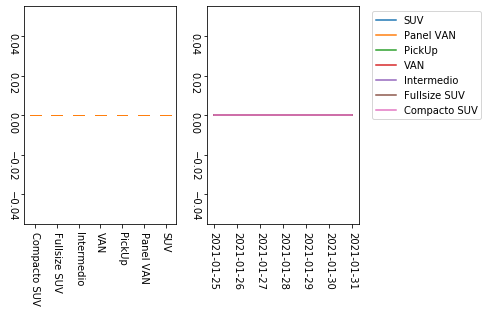 0.04
0.02
0.00
−0.02
−0.04
Compacto SUV
Fullsize SUV
Intermedio
VAN
PickUp
Panel VAN
SUV
0.04
0.02
0.00
−0.02
−0.04
2021-01-25
2021-01-26
2021-01-27
2021-01-28
2021-01-29
2021-01-30
2021-01-31
SUV
Panel VAN
PickUp
VAN
Intermedio
Fullsize SUV
Compacto SUV